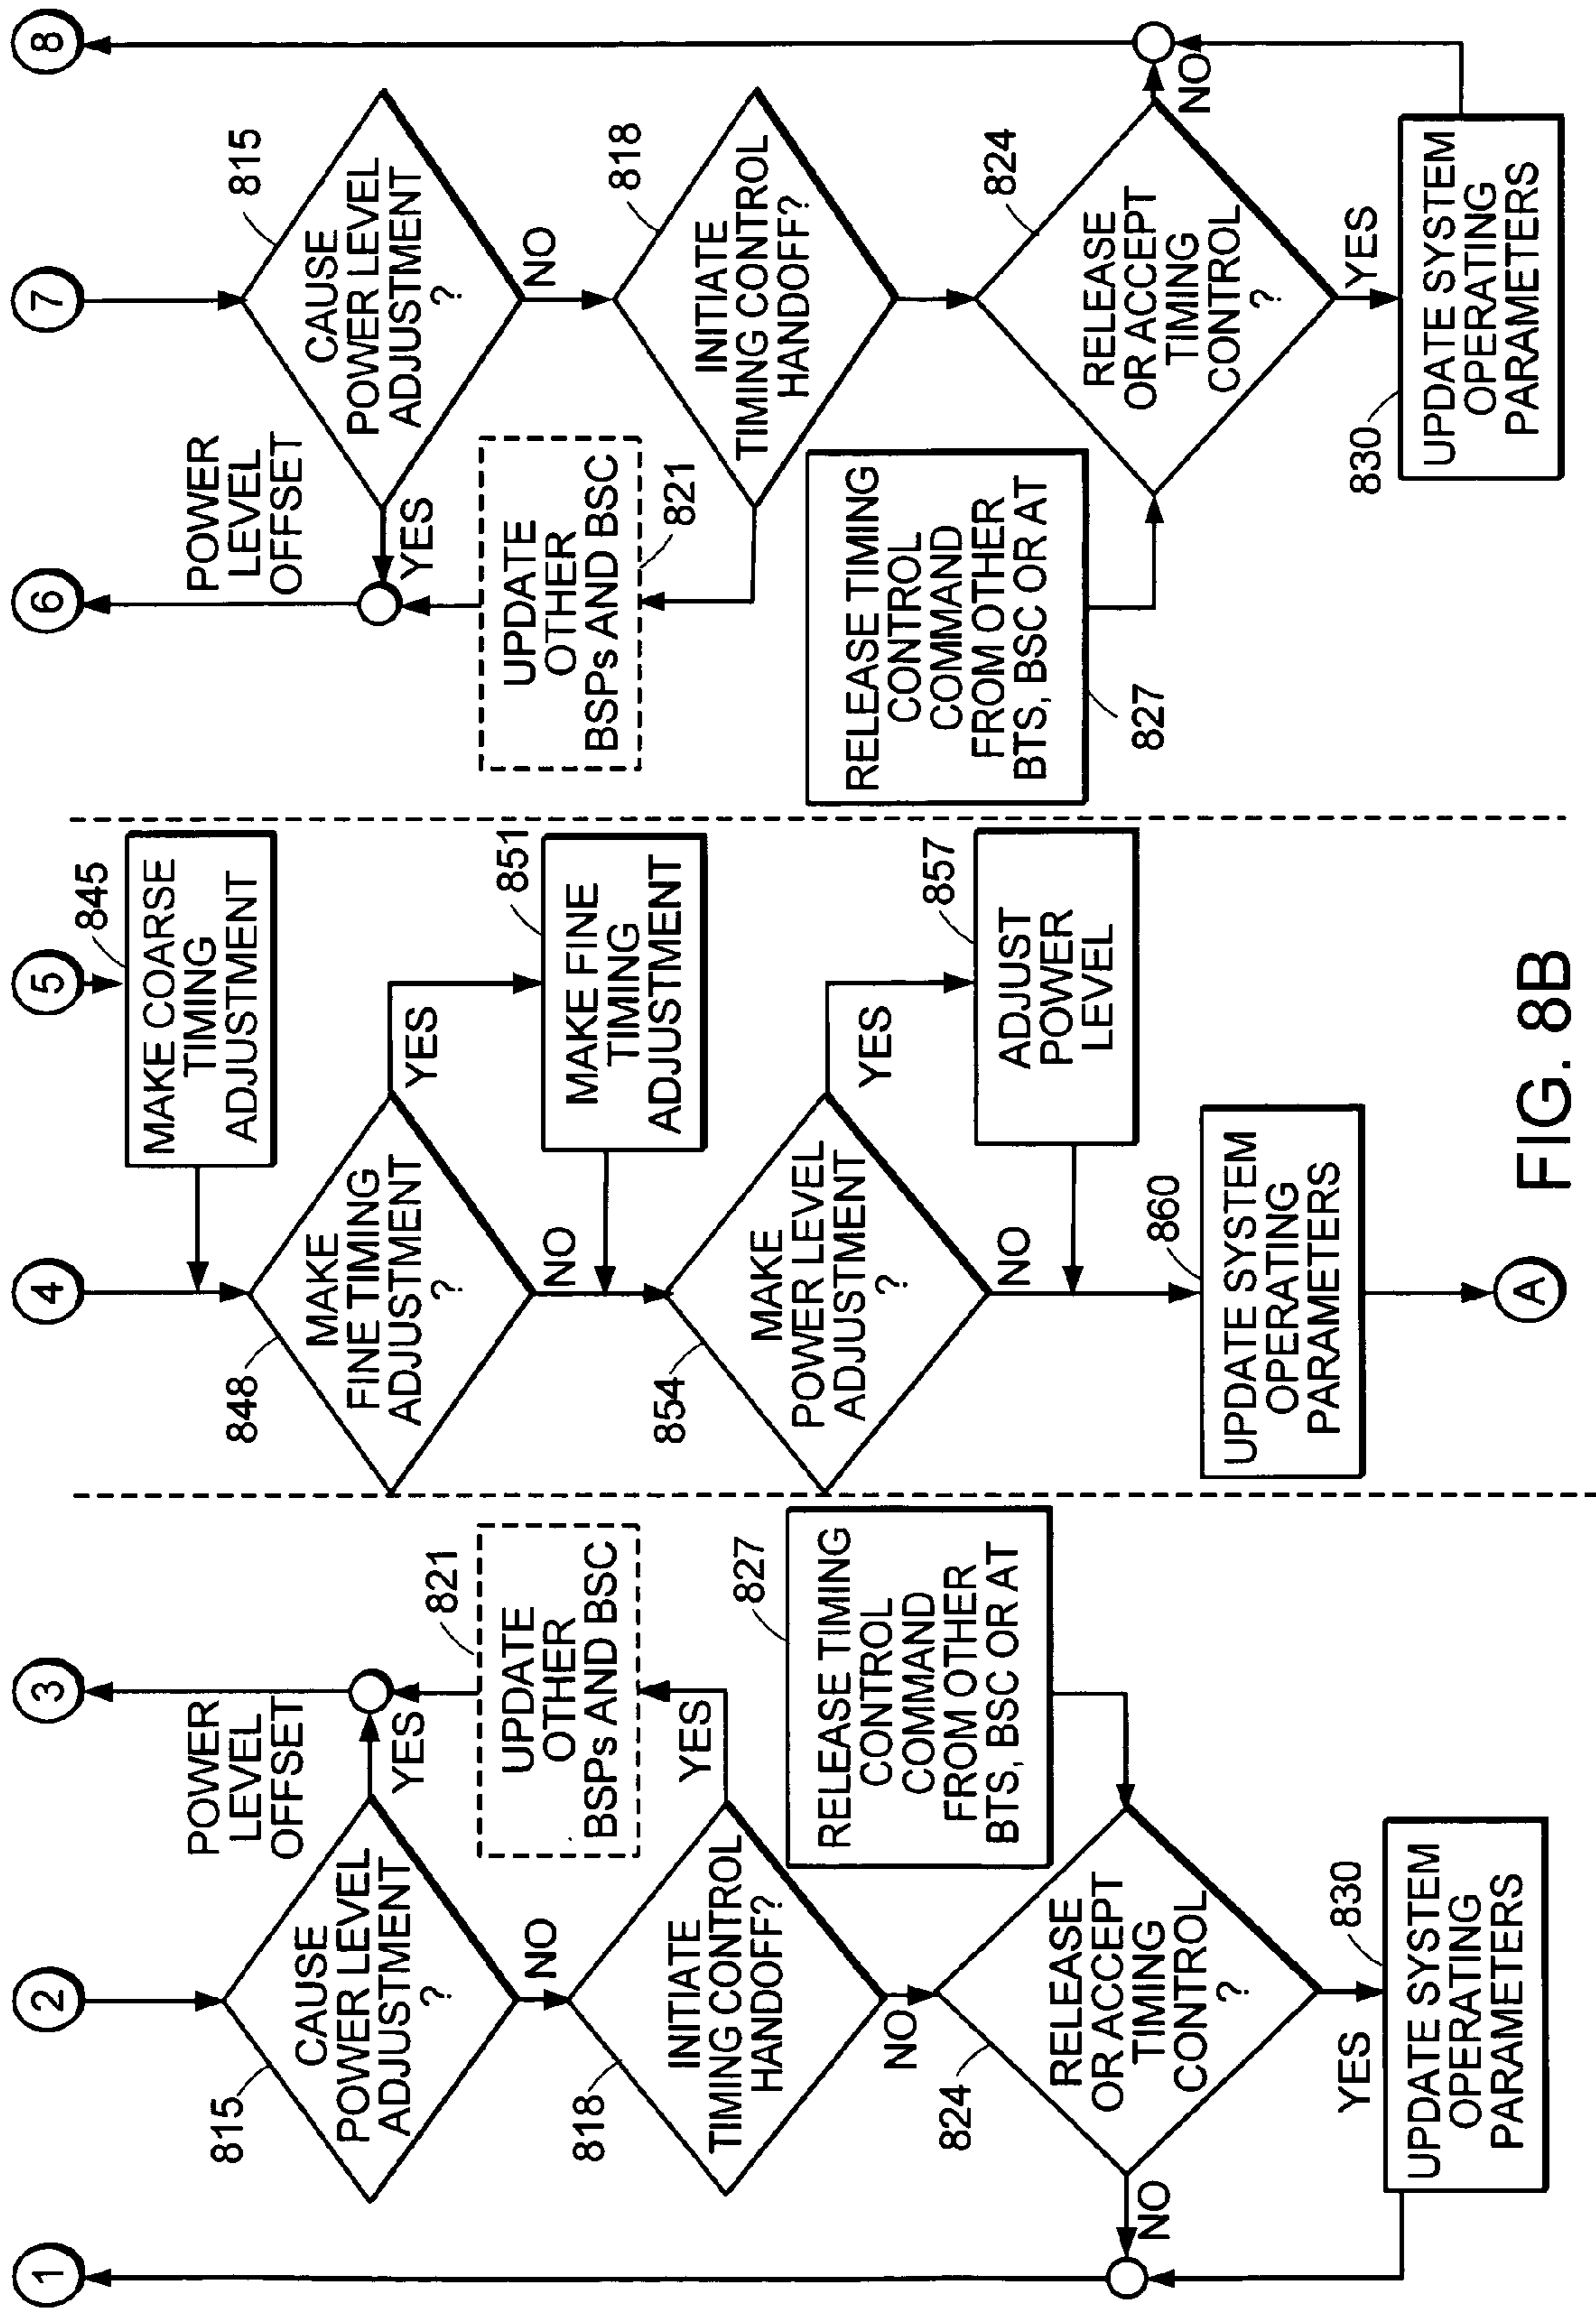 1
2
3
815
CAUSE
POWER LEVEL
ADJUSTMENT
?
POWER
LEVEL
OFFSET
YES
NO
821
UPDATE
OTHER
BSPs AND BSC
818
INITIATE
TIMING CONTROL
HANDOFF?
YES
NO
827
RELEASE TIMING
CONTROL
COMMAND
FROM OTHER
BTS, BSC OR AT
824
RELEASE
OR ACCEPT
TIMING
CONTROL
?
NO
YES
830
UPDATE SYSTEM
OPERATING
PARAMETERS
4
5
845
MAKE COARSE
TIMING
ADJUSTMENT
848
MAKE
FINE TIMING
ADJUSTMENT
?
YES
NO
851
MAKE FINE
TIMING
ADJUSTMENT
854
MAKE
POWER LEVEL
ADJUSTMENT
?
YES
NO
857
ADJUST
POWER
LEVEL
860
UPDATE SYSTEM
OPERATING
PARAMETERS
A
6
7
8
POWER
LEVEL
OFFSET
815
CAUSE
POWER LEVEL
ADJUSTMENT
?
YES
NO
UPDATE
OTHER
BSPs AND BSC
821
818
INITIATE
TIMING CONTROL
HANDOFF?
RELEASE TIMING
CONTROL
COMMAND
FROM OTHER
BTS, BSC OR AT
827
824
RELEASE
OR ACCEPT
TIMING
CONTROL
?
NO
YES
830
UPDATE SYSTEM
OPERATING
PARAMETERS
FIG. 8B